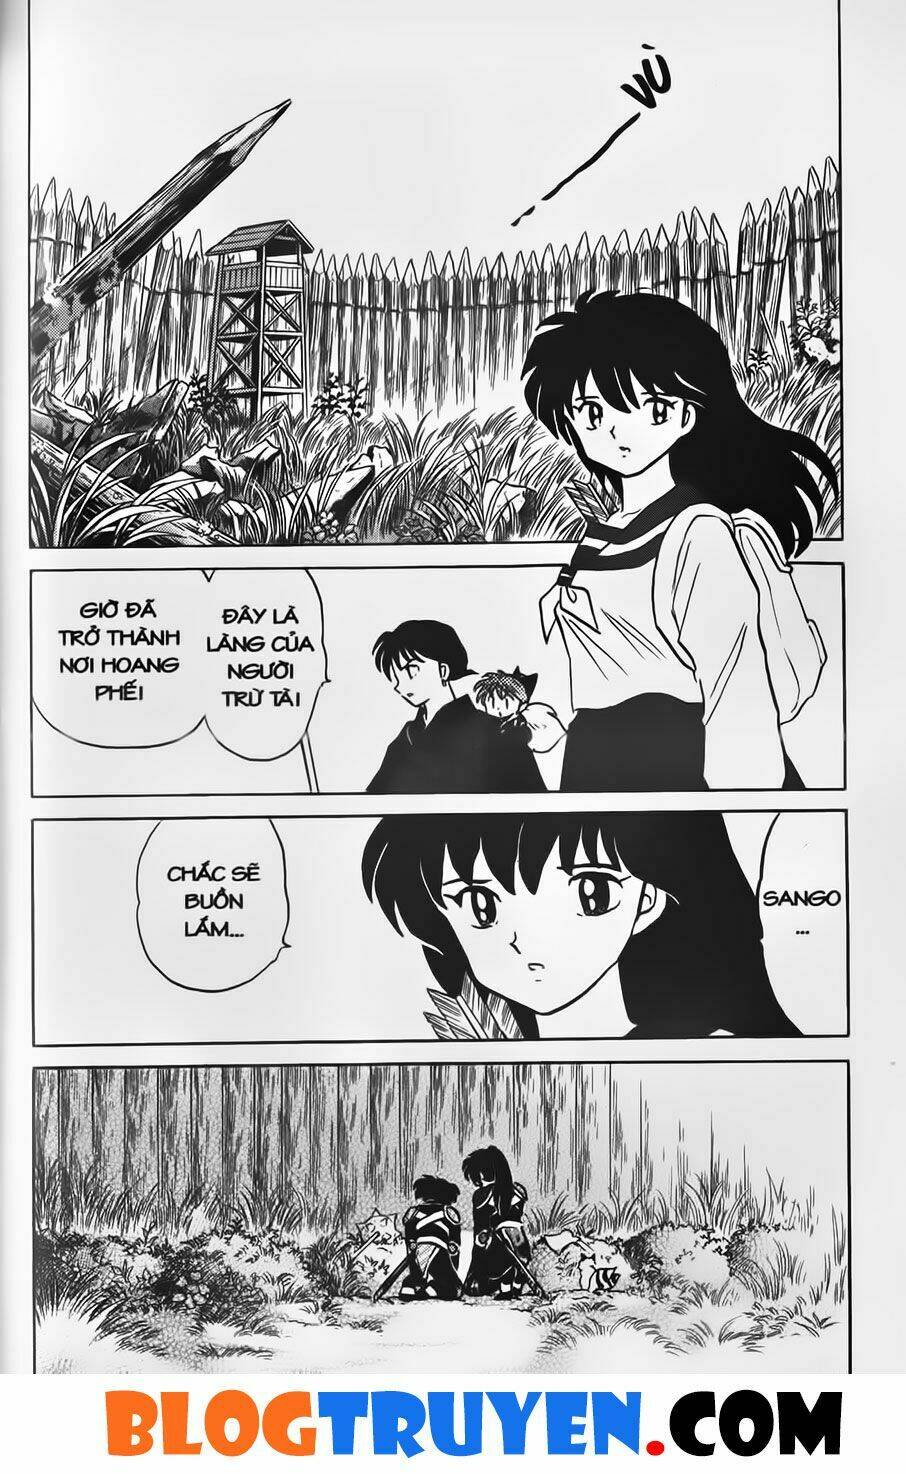 VÙ
ĐÂY LÀ
LÀNG CỦA
NGƯỜI
TRỪ TÀ!
GIỜ ĐÃ
TRỞ THÀNH
NƠI HOANG
PHẾ!
SANGO
...
CHẮC SẼ
BUỒN
LẮM...
BLOGTRUYEN.COM